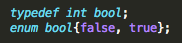 typedef int bool;
enum bool{false, true};